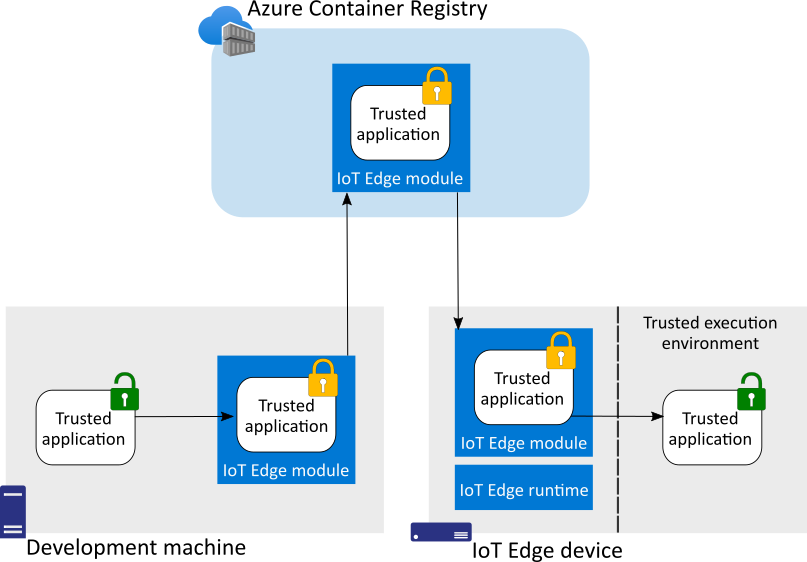 Azure Container Registry
Trusted
application
IoT Edge module
Trusted
application
Trusted
application
IoT Edge module
Development machine
Trusted
application
IoT Edge module
IoT Edge runtime
Trusted execution
environment
Trusted
application
IoT Edge device